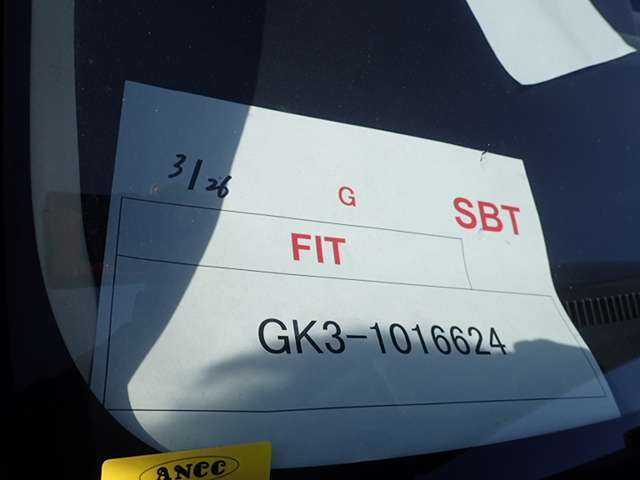 3/26
G
SBT
FIT
GK3-1016624
ANCC